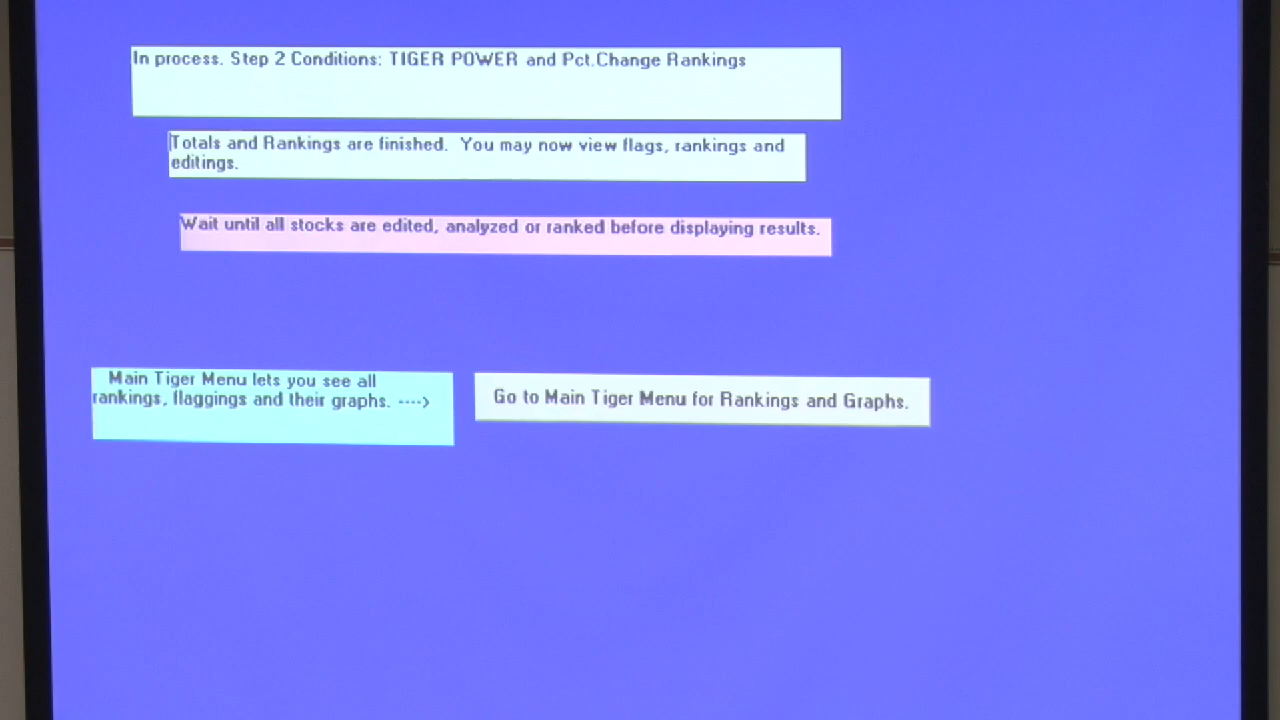 In process. Step 2 Conditions: TIGER POWER and Pct.Change Rankings
Totals and Rankings are finished.  You may now view flags, rankings and
editings.
Wait until all stocks are edited, analyzed or ranked before displaying results.
Main Tiger Menu lets you see all
rankings, flaggings and their graphs. ---->
Go to Main Tiger Menu for Rankings and Graphs.